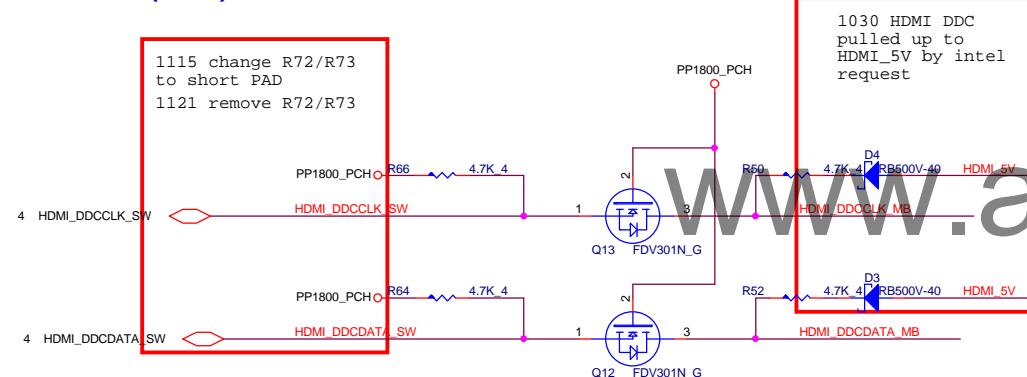 1115 change R72/R73
to short PAD
1121 remove R72/R73
1030 HDMI DDC
pulled up to
HDMI_5V by intel
request
PP1800_PCH
PP1800_PCH
R66
4.7K_4
2
R50
4.7K_4
D4
RB500V-40
HDMI_5V
4
HDMI_DDCCLK_SW
HDMI_DDCCLK_SW
1
3
HDMI_DDCCLK_MB
Q13
FDV301N_G
www.a
PP1800_PCH
R64
4.7K_4
2
R52
4.7K_4
D3
RB500V-40
HDMI_5V
4
HDMI_DDCDATA_SW
HDMI_DDCDATA_SW
1
3
HDMI_DDCDATA_MB
Q12
FDV301N_G